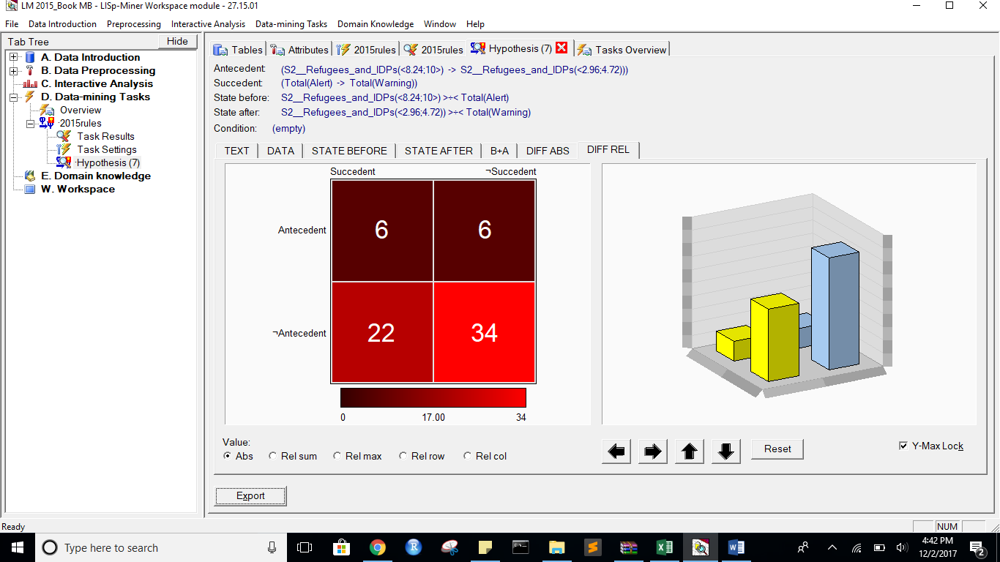 LM 2015_Book MB - LISp-Miner Workspace module - 27.15.01
File Data Introduction Preprocessing Interactive Analysis Data-mining Tasks Domain Knowledge Window Help
Tab Tree Hide
A. Data Introduction
B. Data Preprocessing
C. Interactive Analysis
D. Data-mining Tasks
Overview
·2015rules
Task Results
Task Settings
·Hypothesis (7)
E. Domain knowledge
W. Workspace
Tables Attributes 2015rules 2015rules Hypothesis (7) Tasks Overview
Antecedent: (S2__Refugees_and_IDPs(<8.24;10>) -> S2__Refugees_and_IDPs(<2.96;4.72)))
Succedent: (Total(Alert) -> Total(Warning))
State before: S2__Refugees_and_IDPs(<8.24;10>) >÷< Total(Alert)
State after: S2__Refugees_and_IDPs(<2.96;4.72)) >÷< Total(Warning)
Condition: (empty)
TEXT DATA STATE BEFORE STATE AFTER B+A DIFF ABS DIFF REL
Succedent ¬Succedent
Antecedent 6 6
¬Antecedent 22 34
0 17.00 34
Value:
Abs Rel sum Rel max Rel row Rel col
Reset
Y-Max Lock
Export
Ready NUM
Type here to search
4:42 PM
12/2/2017
2